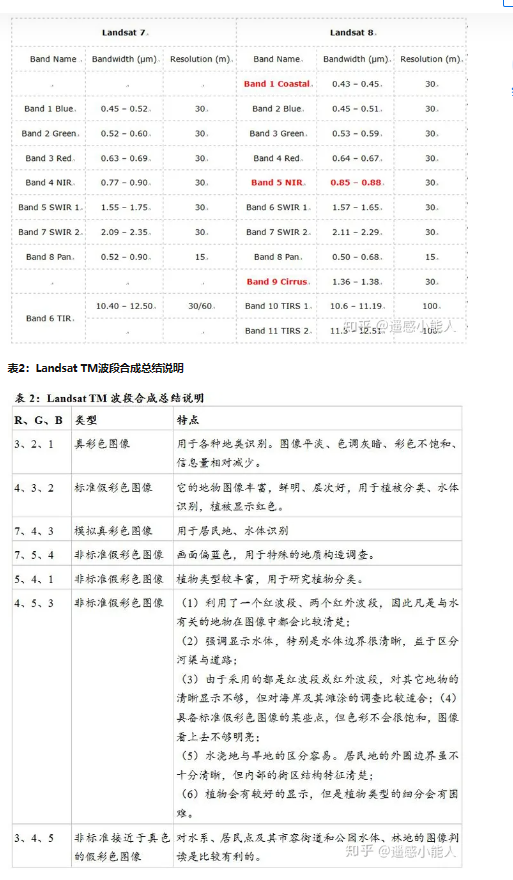 Landsat 7 Landsat 8
Band Name Bandwidth (µm) Resolution (m) Band Name Bandwidth (µm) Resolution (m)
Band 1 Coastal 0.43 – 0.45 30
Band 1 Blue 0.45 – 0.52 30 Band 2 Blue 0.45 – 0.51 30
Band 2 Green 0.52 – 0.60 30 Band 3 Green 0.53 – 0.59 30
Band 3 Red 0.63 – 0.69 30 Band 4 Red 0.64 – 0.67 30
Band 4 NIR 0.77 – 0.90 30 Band 5 NIR 0.85 – 0.88 30
Band 5 SWIR 1 1.55 – 1.75 30 Band 6 SWIR 1 1.57 – 1.65 30
Band 7 SWIR 2 2.09 – 2.35 30 Band 7 SWIR 2 2.11 – 2.29 30
Band 8 Pan 0.52 – 0.90 15 Band 8 Pan 0.50 – 0.68 15
Band 9 Cirrus 1.36 – 1.38 30
Band 6 TIR 10.40 – 12.50 30/60 Band 10 TIRS 1 10.6 – 11.19 100
Band 11 TIRS 2 11.5 – 12.51 100
知乎 @遥感小能人
表2：Landsat TM波段合成总结说明
表 2：Landsat TM 波段合成总结说明
R、G、B 类型 特点
3、2、1 真彩色图像 用于各种地类识别。图像平淡、色调灰暗、彩色不饱和、
信息量相对减少。
4、3、2 标准假彩色图像 它的地物图像丰富，鲜明、层次好，用于植被分类、水体
识别，植被显示红色。
7、4、3 模拟真彩色图像 用于居民地、水体识别
7、5、4 非标准假彩色图像 画面偏蓝色，用于特殊的地质构造调查。
5、4、1 非标准假彩色图像 植物类型较丰富，用于研究植物分类。
4、5、3 非标准假彩色图像 （1）利用了一个红波段、两个红外波段，因此凡是与水
有关的地物在图像中都会比较清楚；
（2）强调显示水体，特别是水体边界很清晰，益于区分
河渠与道路；
（3）由于采用的都是红波段或红外波段，对其它地物的
清晰显示不够，但对海岸及其滩涂的调查比较适合；（4）
具备标准假彩色图像的某些点，但色彩不会很饱和，图像
看上去不够明亮；
（5）水浇地与旱地的区分容易。居民地的外围边界虽不
十分清晰，但内部的街区结构特征清楚；
（6）植物会有较好的显示，但是植物类型的细分会有困
难。
3、4、5 非标准接近于真色 对水系、居民点及其市容街道和公园水体、林地的图像判
的假彩色图像 读是比较有利的。
知乎 @遥感小能人